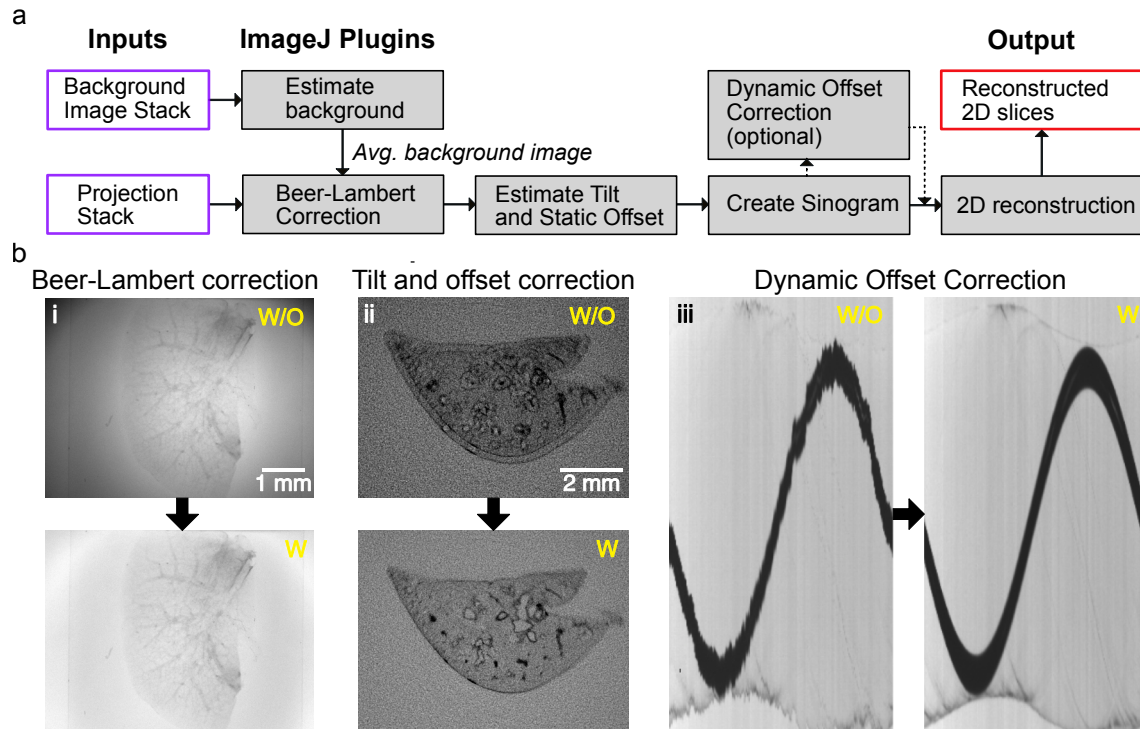 a
Inputs
ImageJ Plugins
Output
Background
Image Stack
Estimate
background
Dynamic Offset
Correction
(optional)
Reconstructed
2D slices
Avg. background image
Projection
Stack
Beer-Lambert
Correction
Estimate Tilt
and Static Offset
Create Sinogram
2D reconstruction
b
Beer-Lambert correction
Tilt and offset correction
Dynamic Offset Correction
i
W/O
1 mm
W
ii
W/O
2 mm
W
iii
W/O
W